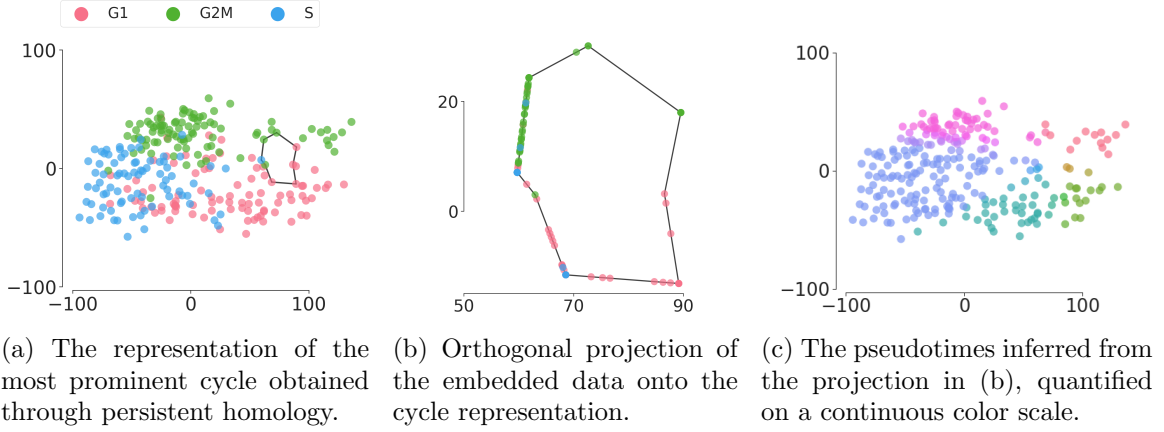 G1 G2M S
100
0
−100
−100 0 100
20
0
50 70 90
100
0
−100
−100 0 100
(a) The representation of the
most prominent cycle obtained
through persistent homology.
(b) Orthogonal projection of
the embedded data onto the
cycle representation.
(c) The pseudotimes inferred from
the projection in (b), quantified
on a continuous color scale.